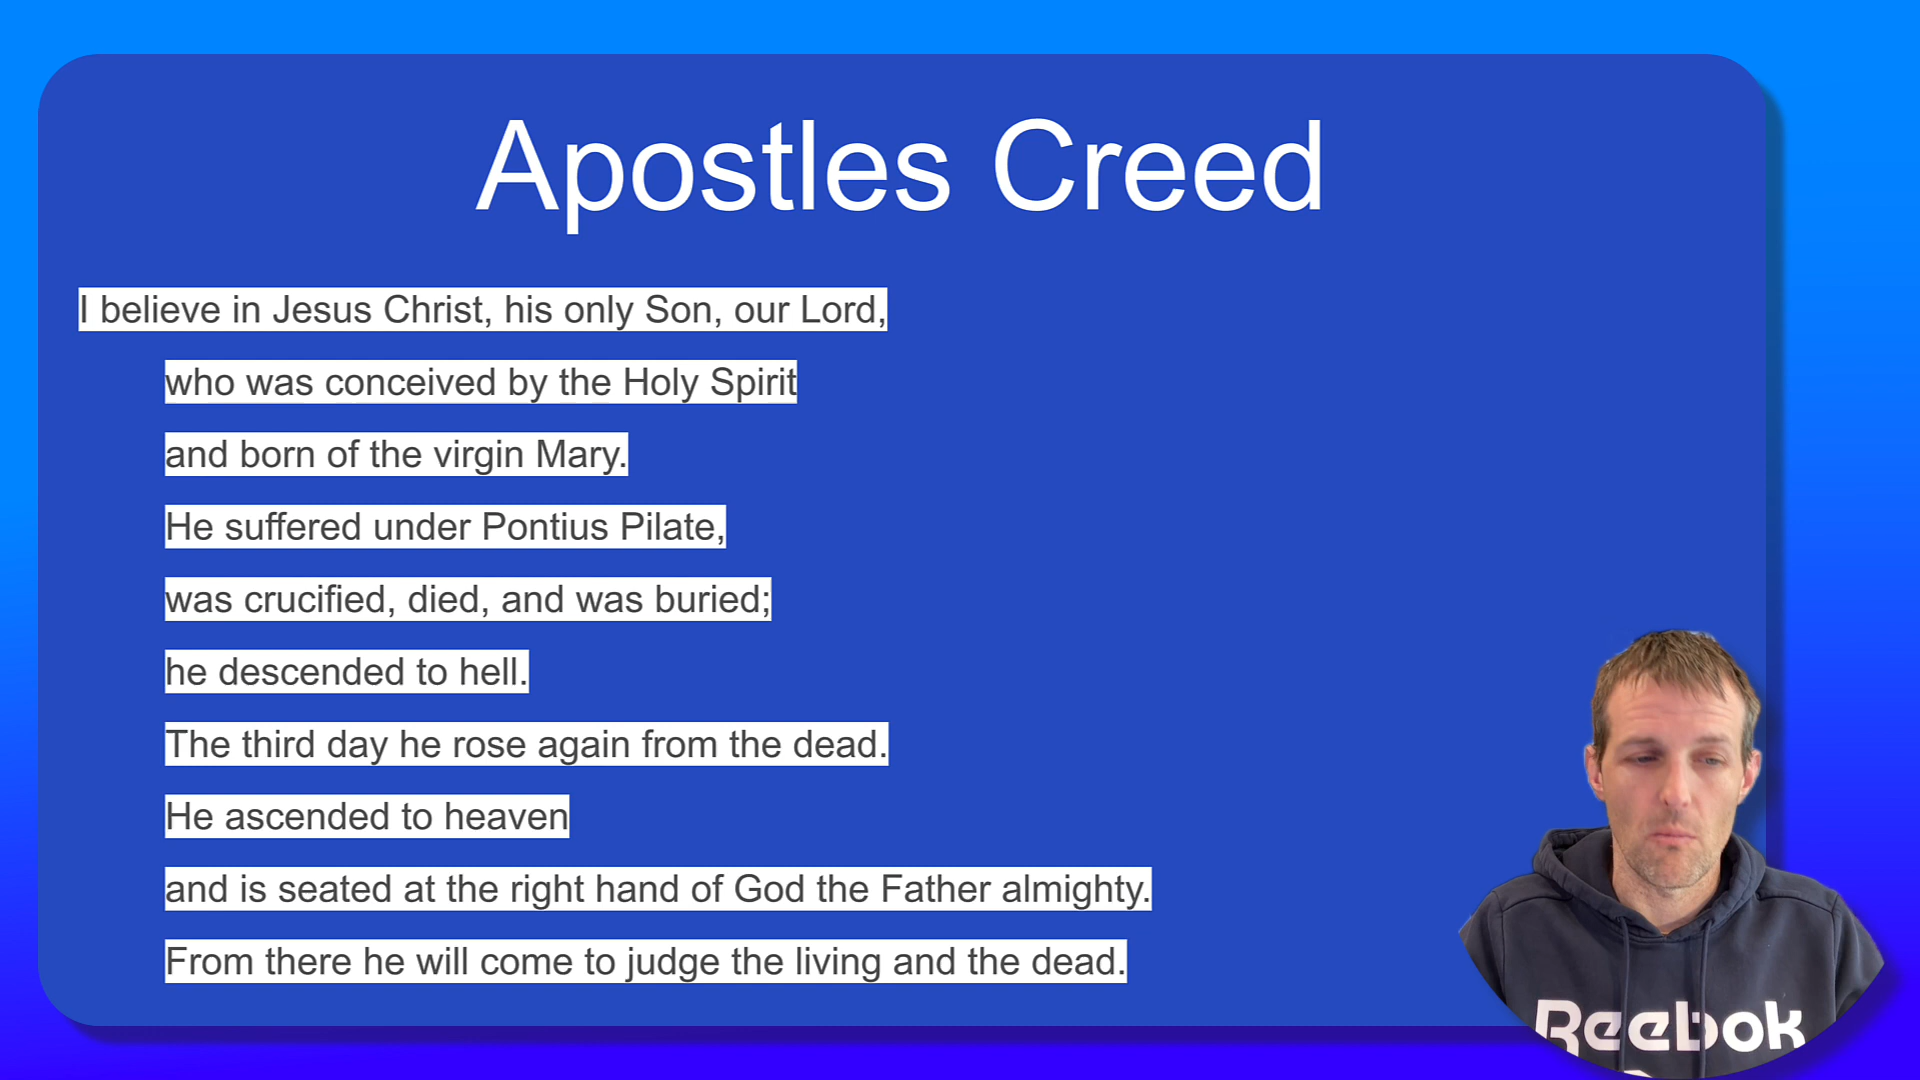 Apostles Creed
I believe in Jesus Christ, his only Son, our Lord,
who was conceived by the Holy Spirit
and born of the virgin Mary.
He suffered under Pontius Pilate,
was crucified, died, and was buried;
he descended to hell.
The third day he rose again from the dead.
He ascended to heaven
and is seated at the right hand of God the Father almighty.
From there he will come to judge the living and the dead.
Reebok